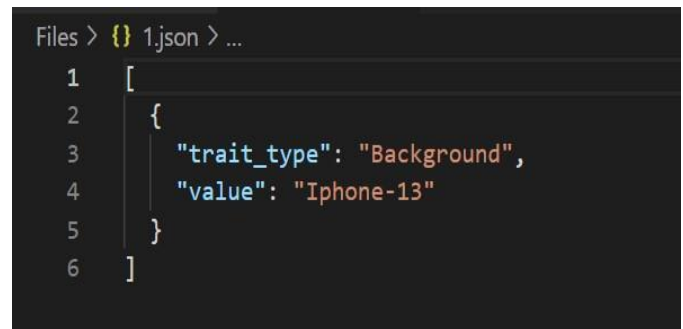 Files > {} 1.json > ...
1 [
2 {
3 "trait_type": "Background",
4 "value": "Iphone-13"
5 }
6 ]